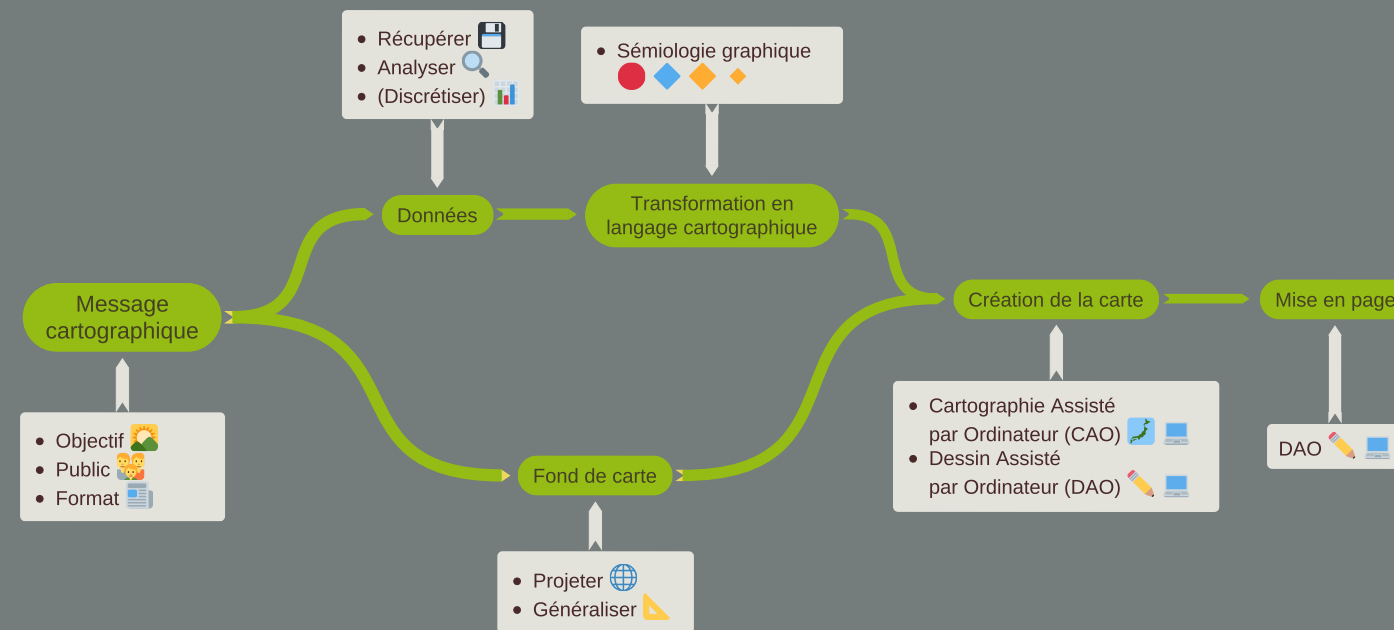 Récupérer
Analyser
(Discrétiser)
Sémiologie graphique
Données
Transformation en
langage cartographique
Message
cartographique
Création de la carte
Mise en page
Objectif
Public
Format
Fond de carte
Projeter
Généraliser
Cartographie Assisté
par Ordinateur (CAO)
Dessin Assisté
par Ordinateur (DAO)
DAO